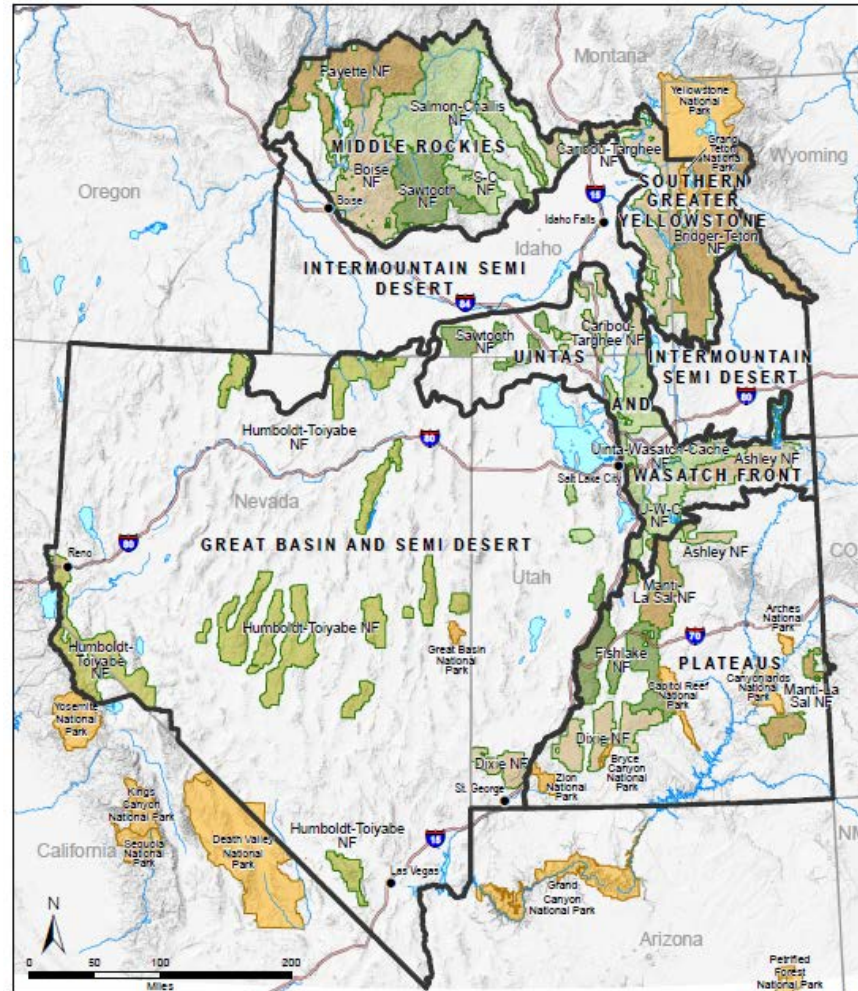 Montana
Payette NF
Yellowstone
National
Park
Salmon-Challis
NF
Grand
Teton
National
Park
Caribou-Targhee
NF
Wyoming
MIDDLE ROCKIES
Oregon
Boise
NF
S-C
NF
Sawtooth
NF
SOUTHERN
GREATER
YELLOWSTONE
15
Boise
Idaho Falls
Bridger-Teton
NF
Idaho
INTERMOUNTAIN SEMI
DESERT
84
Sawtooth
NF
Caribou-
Targhee NF
UINTAS
INTERMOUNTAIN
SEMI DESERT
80
AND
Humboldt-Toiyabe
NF
80
Uinta-Wasatch-Cache
NF
Ashley NF
Salt Lake City
WASATCH FRONT
Nevada
U-W-C
NF
80
GREAT BASIN AND SEMI DESERT
Ashley NF
CO
Reno
Utah
Manti-
La Sal NF
Arches
National
Park
Humboldt-Toiyabe NF
70
Great Basin
National Park
Fishlake
NF
PLATEAUS
Humboldt-
Toiyabe
NF
Capitol Reef
National
Park
Canyonlands
National Park
Manti-La
Sal NF
Yosemite
National
Park
Dixie NF
Dixie NF
Bryce
Canyon
National
Park
Zion
National
Park
St. George
Kings
Canyon
National Park
Sequoia
National
Park
Death Valley
National
Park
Humboldt-Toiyabe
NF
15
California
NM
Las Vegas
Grand
Canyon
National Park
N
Arizona
0 50 100 200
Miles
Petrified
Forest
National Park